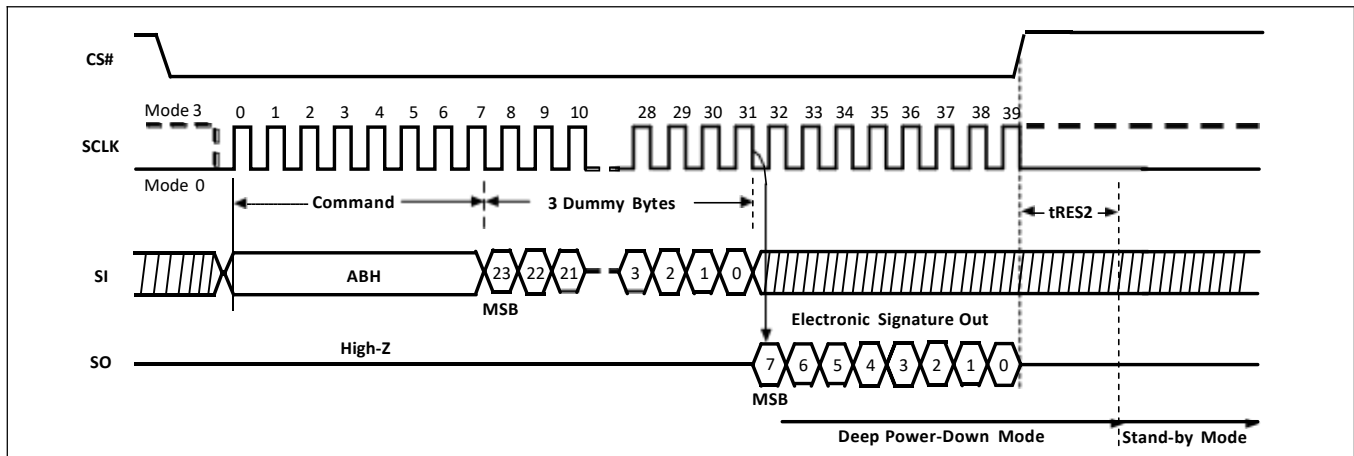 CS#
Mode 3
0 1 2 3 4 5 6 7 8 9 10 28 29 30 31 32 33 34 35 36 37 38 39
SCLK
Mode 0
Command
3 Dummy Bytes
tRES2
SI
ABH
23 22 21 3 2 1 0
MSB
Electronic Signature Out
High-Z
SO
7 6 5 4 3 2 1 0
MSB
Deep Power-Down Mode
Stand-by Mode